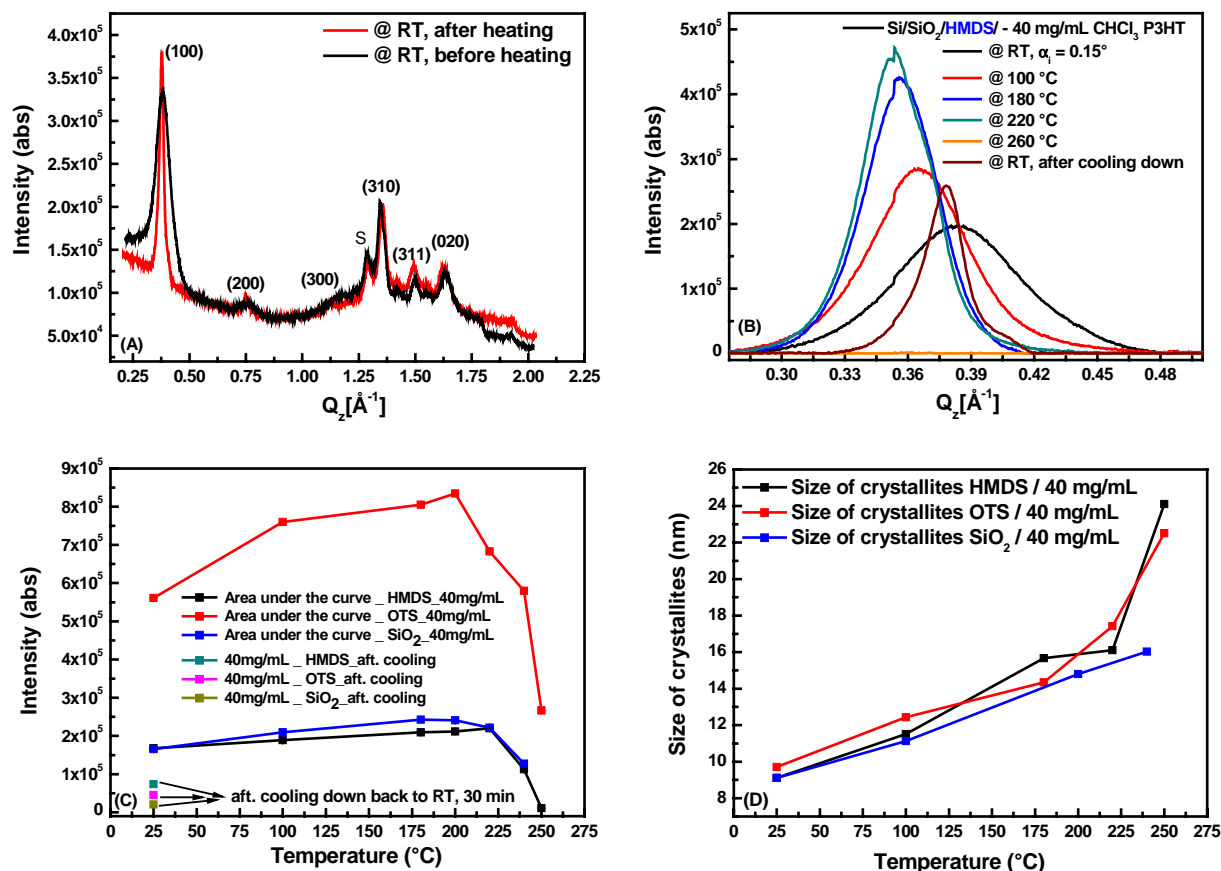 4.0x10⁵
3.5x10⁵
3.0x10⁵
2.5x10⁵
2.0x10⁵
1.5x10⁵
1.0x10⁵
5.0x10⁴
Intensity (abs)
(100)
@ RT, after heating
@ RT, before heating
(200)
(300)
S
(310)
(311)
(020)
(A)
0.25 0.50 0.75 1.00 1.25 1.50 1.75 2.00 2.25
Q_z[Å⁻¹]
5x10⁵
4x10⁵
3x10⁵
2x10⁵
1x10⁵
0
Intensity (abs)
Si/SiO₂/HMDS/ - 40 mg/mL CHCl₃ P3HT
@ RT, α_i = 0.15°
@ 100 °C
@ 180 °C
@ 220 °C
@ 260 °C
@ RT, after cooling down
(B)
0.30 0.33 0.36 0.39 0.42 0.45 0.48
Q_z[Å⁻¹]
9x10⁵
8x10⁵
7x10⁵
6x10⁵
5x10⁵
4x10⁵
3x10⁵
2x10⁵
1x10⁵
0
Intensity (abs)
Area under the curve _ HMDS_40mg/mL
Area under the curve _ OTS_40mg/mL
Area under the curve _ SiO₂_40mg/mL
40mg/mL _ HMDS_aft. cooling
40mg/mL _ OTS_aft. cooling
40mg/mL _ SiO₂_aft. cooling
aft. cooling down back to RT, 30 min
(C)
0 25 50 75 100 125 150 175 200 225 250 275
Temperature (°C)
26
24
22
20
18
16
14
12
10
8
Size of crystallites (nm)
Size of crystallites HMDS / 40 mg/mL
Size of crystallites OTS / 40 mg/mL
Size of crystallites SiO₂ / 40 mg/mL
(D)
0 25 50 75 100 125 150 175 200 225 250 275
Temperature (°C)